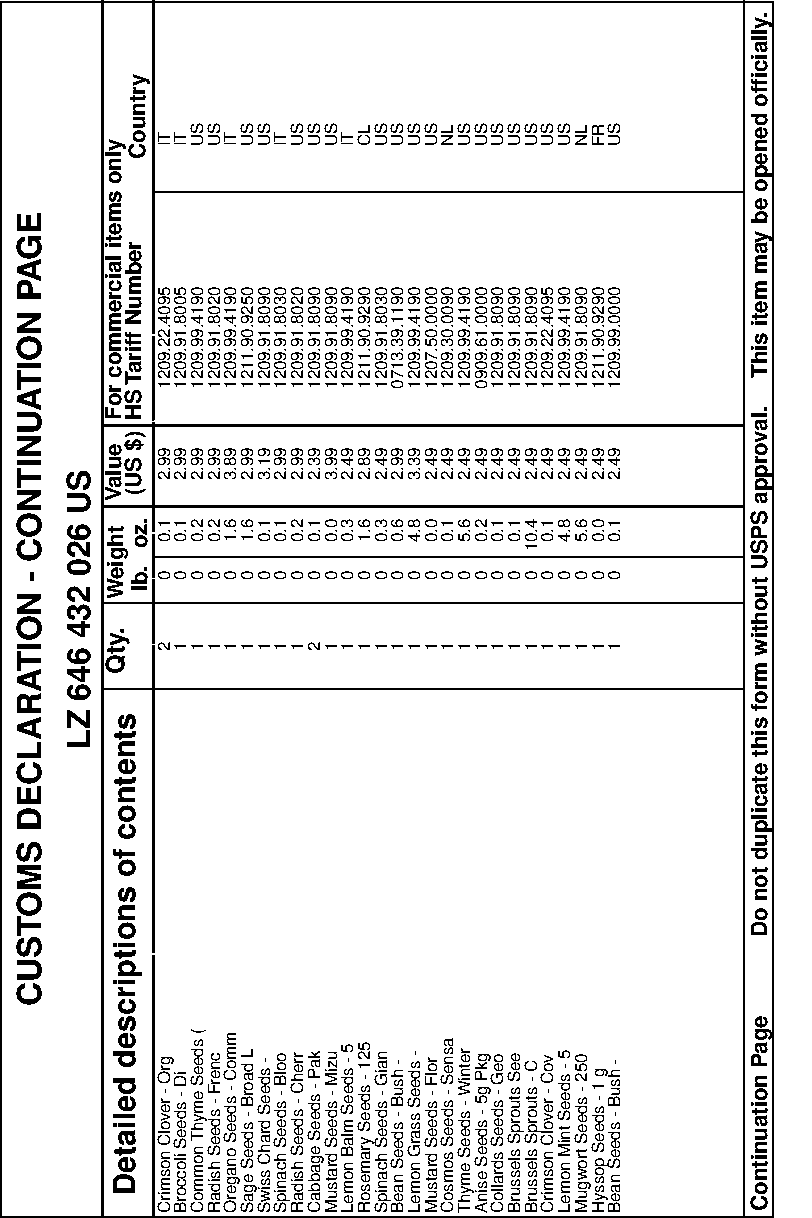 CUSTOMS DECLARATION - CONTINUATION PAGE
LZ 646 432 026 US
Detailed descriptions of contents Qty. Weight lb. oz. Value (US $) For commercial items only HS Tariff Number Country
Crimson Clover - Org 2 0 0.1 2.99 1209.22.4095 IT
Broccoli Seeds - Di 1 0 0.1 2.99 1209.91.8005 IT
Common Thyme Seeds ( 1 0 0.2 2.99 1209.99.4190 US
Radish Seeds - Frenc 1 0 0.2 2.99 1209.91.8020 US
Oregano Seeds - Comm 1 0 1.6 3.89 1209.99.4190 IT
Sage Seeds - Broad L 1 0 1.6 2.99 1211.90.9250 US
Swiss Chard Seeds - 1 0 0.1 3.19 1209.91.8090 US
Spinach Seeds - Bloo 1 0 0.1 2.99 1209.91.8030 IT
Radish Seeds - Cherr 1 0 0.2 2.99 1209.91.8020 US
Cabbage Seeds - Pak 2 0 0.1 2.39 1209.91.8090 US
Mustard Seeds - Mizu 1 0 0.0 3.99 1209.91.8090 US
Lemon Balm Seeds - 5 1 0 0.3 2.49 1209.99.4190 IT
Rosemary Seeds - 125 1 0 1.6 2.89 1211.90.9290 CL
Spinach Seeds - Gian 1 0 0.3 2.49 1209.91.8030 US
Bean Seeds - Bush - 1 0 0.6 2.99 0713.39.1190 US
Lemon Grass Seeds - 1 0 4.8 3.39 1209.99.4190 US
Mustard Seeds - Flor 1 0 0.0 2.49 1207.50.0000 US
Cosmos Seeds - Sensa 1 0 0.1 2.49 1209.30.0090 NL
Thyme Seeds - Winter 1 0 5.6 2.49 1209.99.4190 US
Anise Seeds - 5g Pkg 1 0 0.2 2.49 0909.61.0000 US
Collards Seeds - Geo 1 0 0.1 2.49 1209.91.8090 US
Brussels Sprouts See 1 0 0.1 2.49 1209.91.8090 US
Brussels Sprouts - C 1 0 10.4 2.49 1209.91.8090 US
Crimson Clover - Cov 1 0 0.1 2.49 1209.22.4095 US
Lemon Mint Seeds - 5 1 0 4.8 2.49 1209.99.4190 US
Mugwort Seeds - 250 1 0 5.6 2.49 1209.91.8090 NL
Hyssop Seeds - 1 g 1 0 0.0 2.49 1211.90.9290 FR
Bean Seeds - Bush - 1 0 0.1 2.49 1209.99.0000 US
Continuation Page Do not duplicate this form without USPS approval. This item may be opened officially.